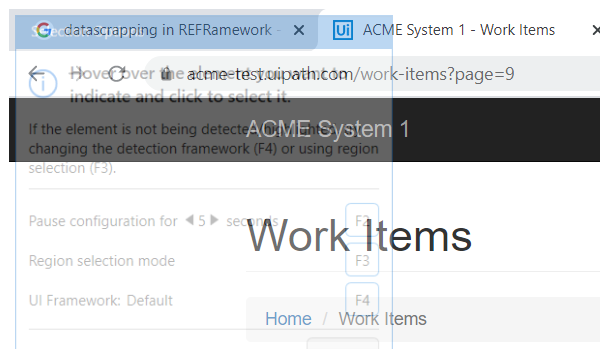 datascrapping in REFRamework -
ACME System 1 - Work Items
acme-test.uipath.com/work-items?page=9
Hover over the element you want to
indicate and click to select it.
ACME System 1
If the element is not being detected
changing the detection framework (F4) or using region
selection (F3).
Pause configuration for 5 seconds F2
Work Items
Region selection mode F3
UI Framework: Default F4
Home / Work Items